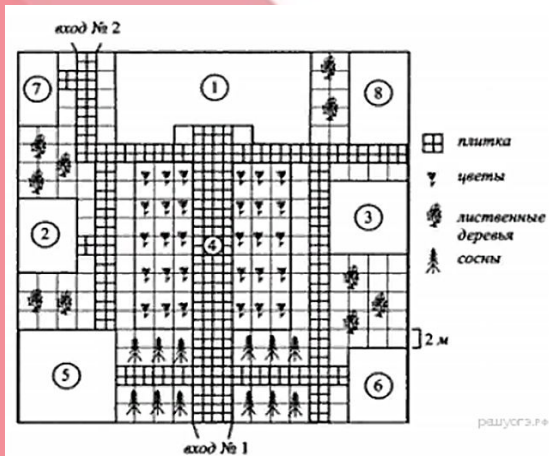 вход № 2
7
1
8
плитка
цветы
2
4
3
лиственные
деревья
сосны
2 м
5
6
вход № 1
решуогэ.рф